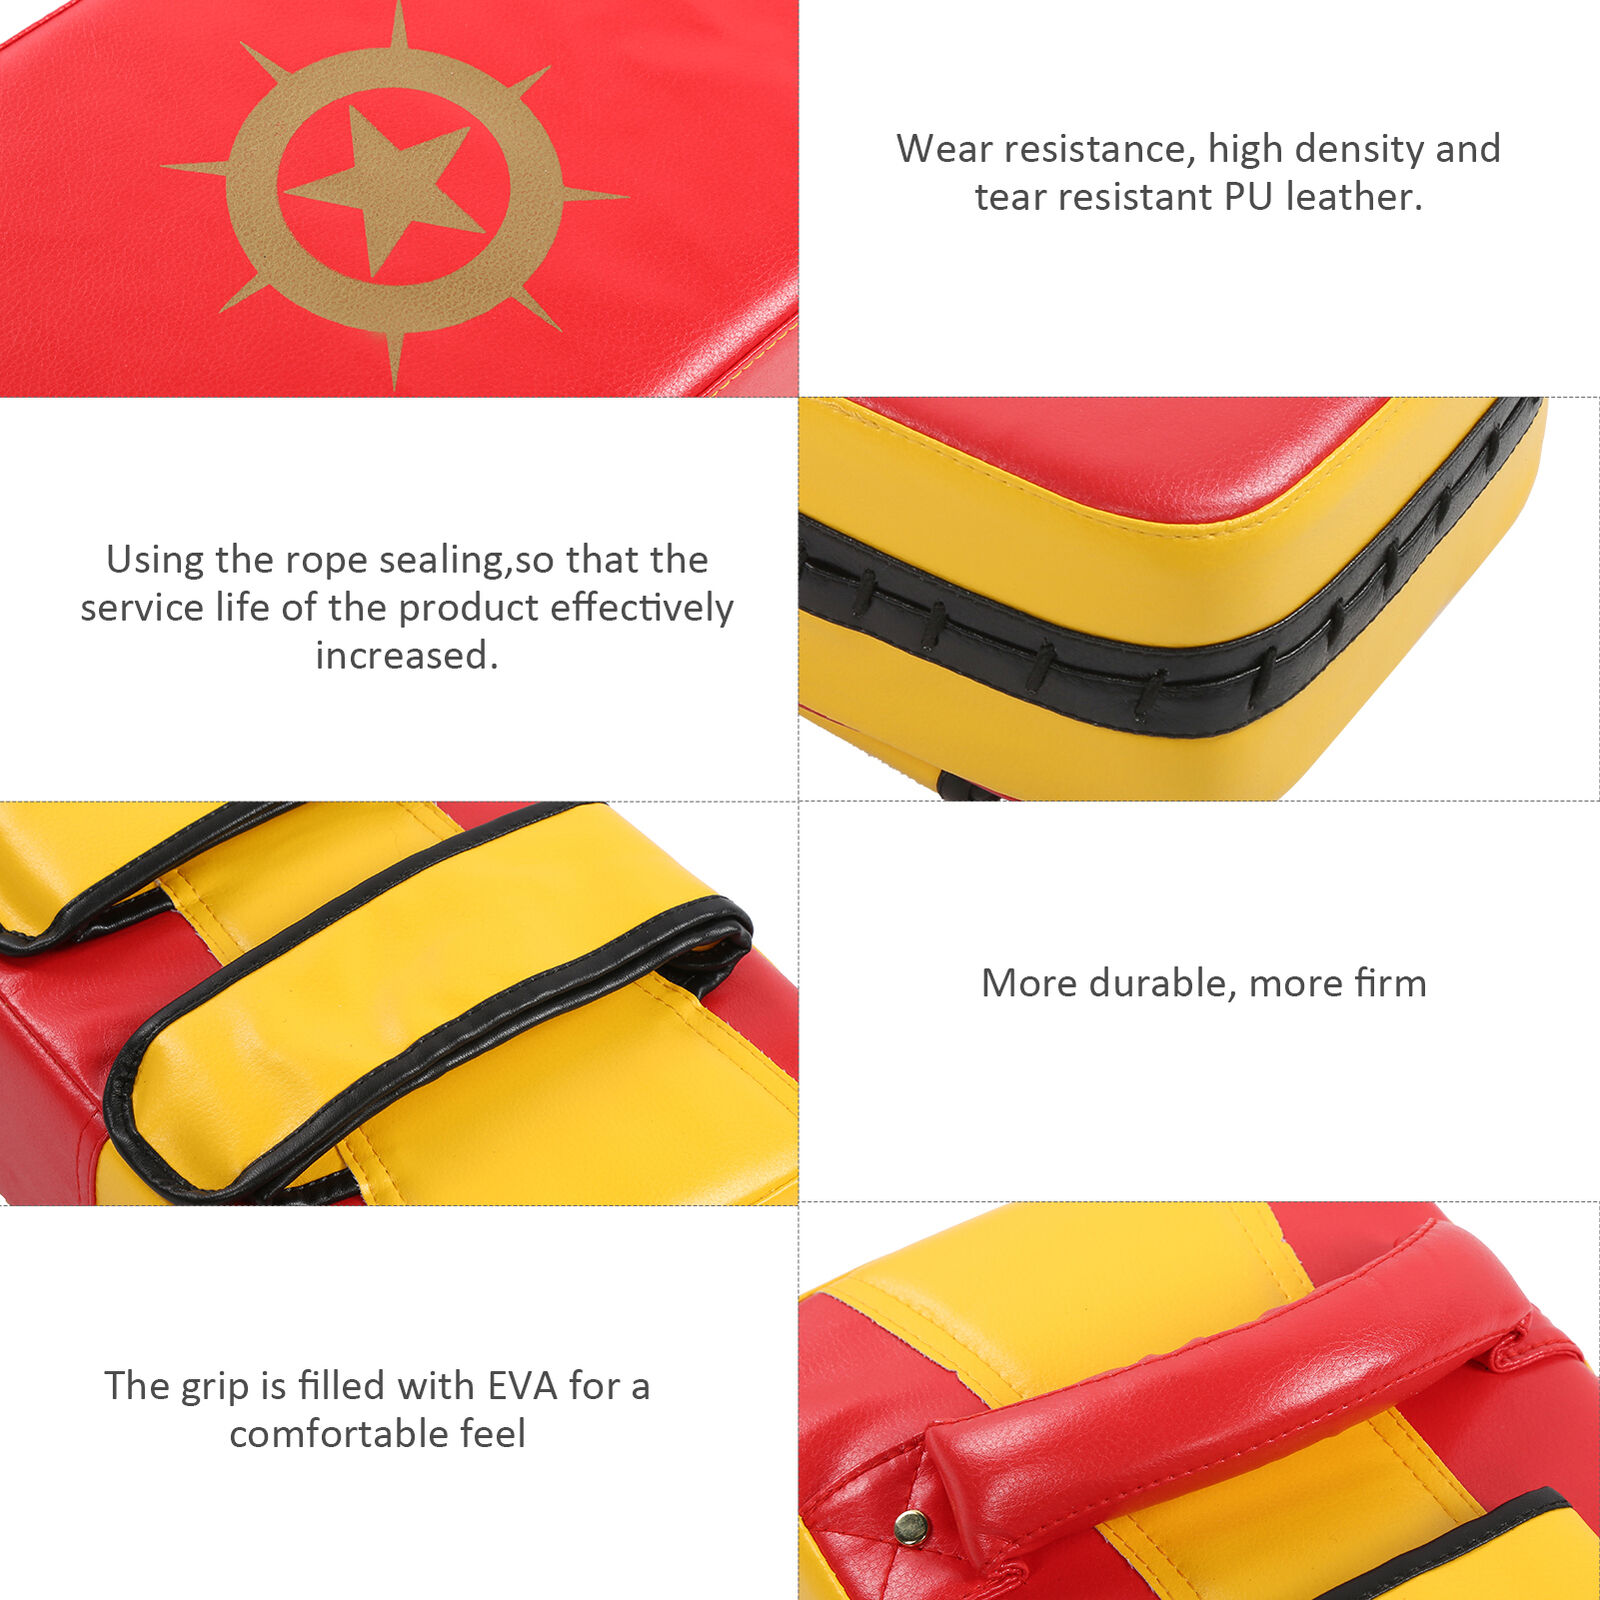 Wear resistance, high density and
tear resistant PU leather.
Using the rope sealing,so that the
service life of the product effectively
increased.
More durable, more firm
The grip is filled with EVA for a
comfortable feel